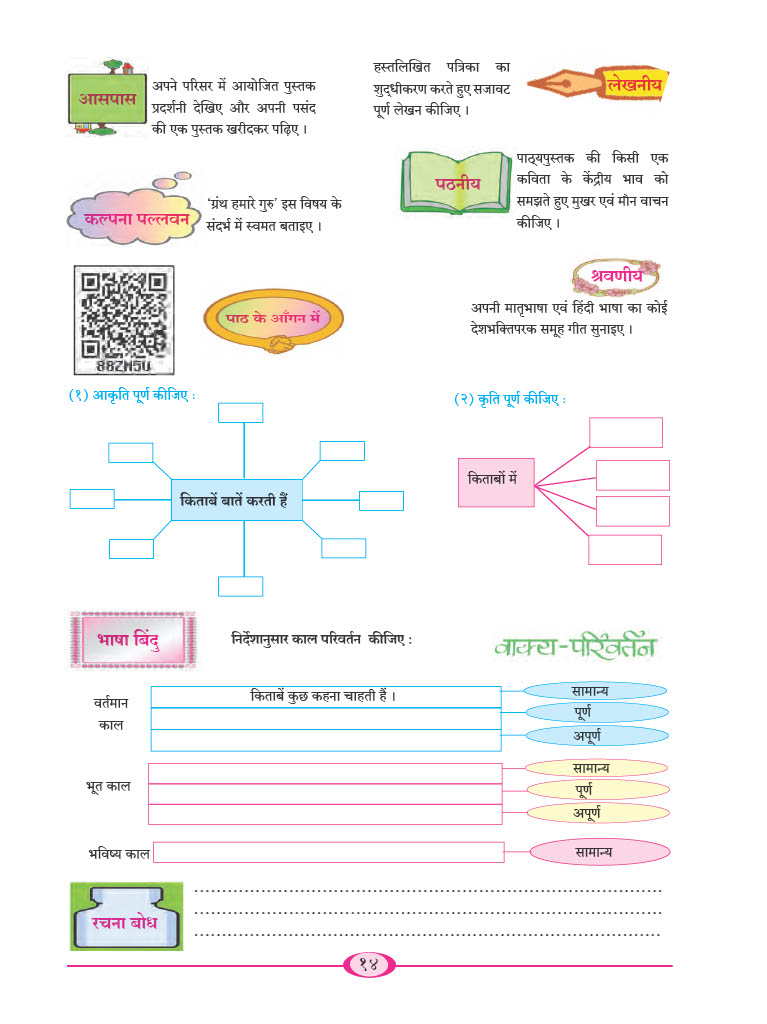 आसपास
अपने परिसर में आयोजित पुस्तक
प्रदर्शनी देखिए और अपनी पसंद
की एक पुस्तक खरीदकर पढ़िए ।
हस्तलिखित पत्रिका का
शुद्धीकरण करते हुए सजावट
पूर्ण लेखन कीजिए ।
लेखनीय
पठनीय
पाठ्यपुस्तक की किसी एक
कविता के केंद्रीय भाव को
समझते हुए मुखर एवं मौन वाचन
कीजिए ।
कल्पना पल्लवन
‘ग्रंथ हमारे गुरु’ इस विषय के
संदर्भ में स्वमत बताइए ।
88ZH5U
पाठ के आँगन में
श्रवणीय
अपनी मातृभाषा एवं हिंदी भाषा का कोई
देशभक्तिपरक समूह गीत सुनाइए ।
(१) आकृति पूर्ण कीजिए :
किताबें बातें करती हैं
(२) कृति पूर्ण कीजिए :
किताबों में
भाषा बिंदु
निर्देशानुसार काल परिवर्तन कीजिए :
वाक्य-परिवर्तन
वर्तमान
काल
किताबें कुछ कहना चाहती हैं ।
सामान्य
पूर्ण
अपूर्ण
भूत काल
सामान्य
पूर्ण
अपूर्ण
भविष्य काल
सामान्य
रचना बोध
१४